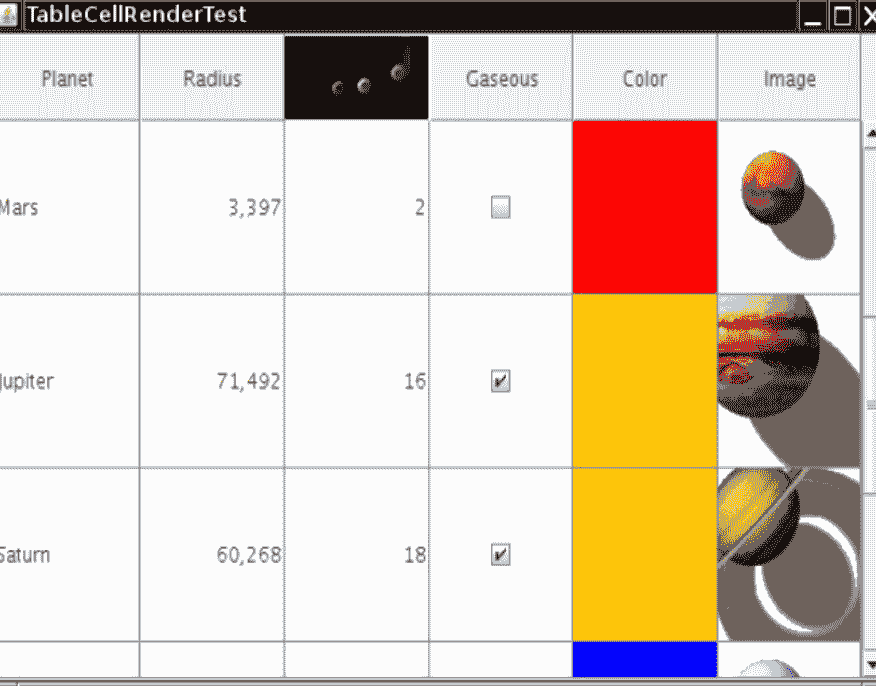 TableCellRenderTest
Planet Radius Gaseous Color Image
Mars 3,397 2
Jupiter 71,492 16
Saturn 60,268 18